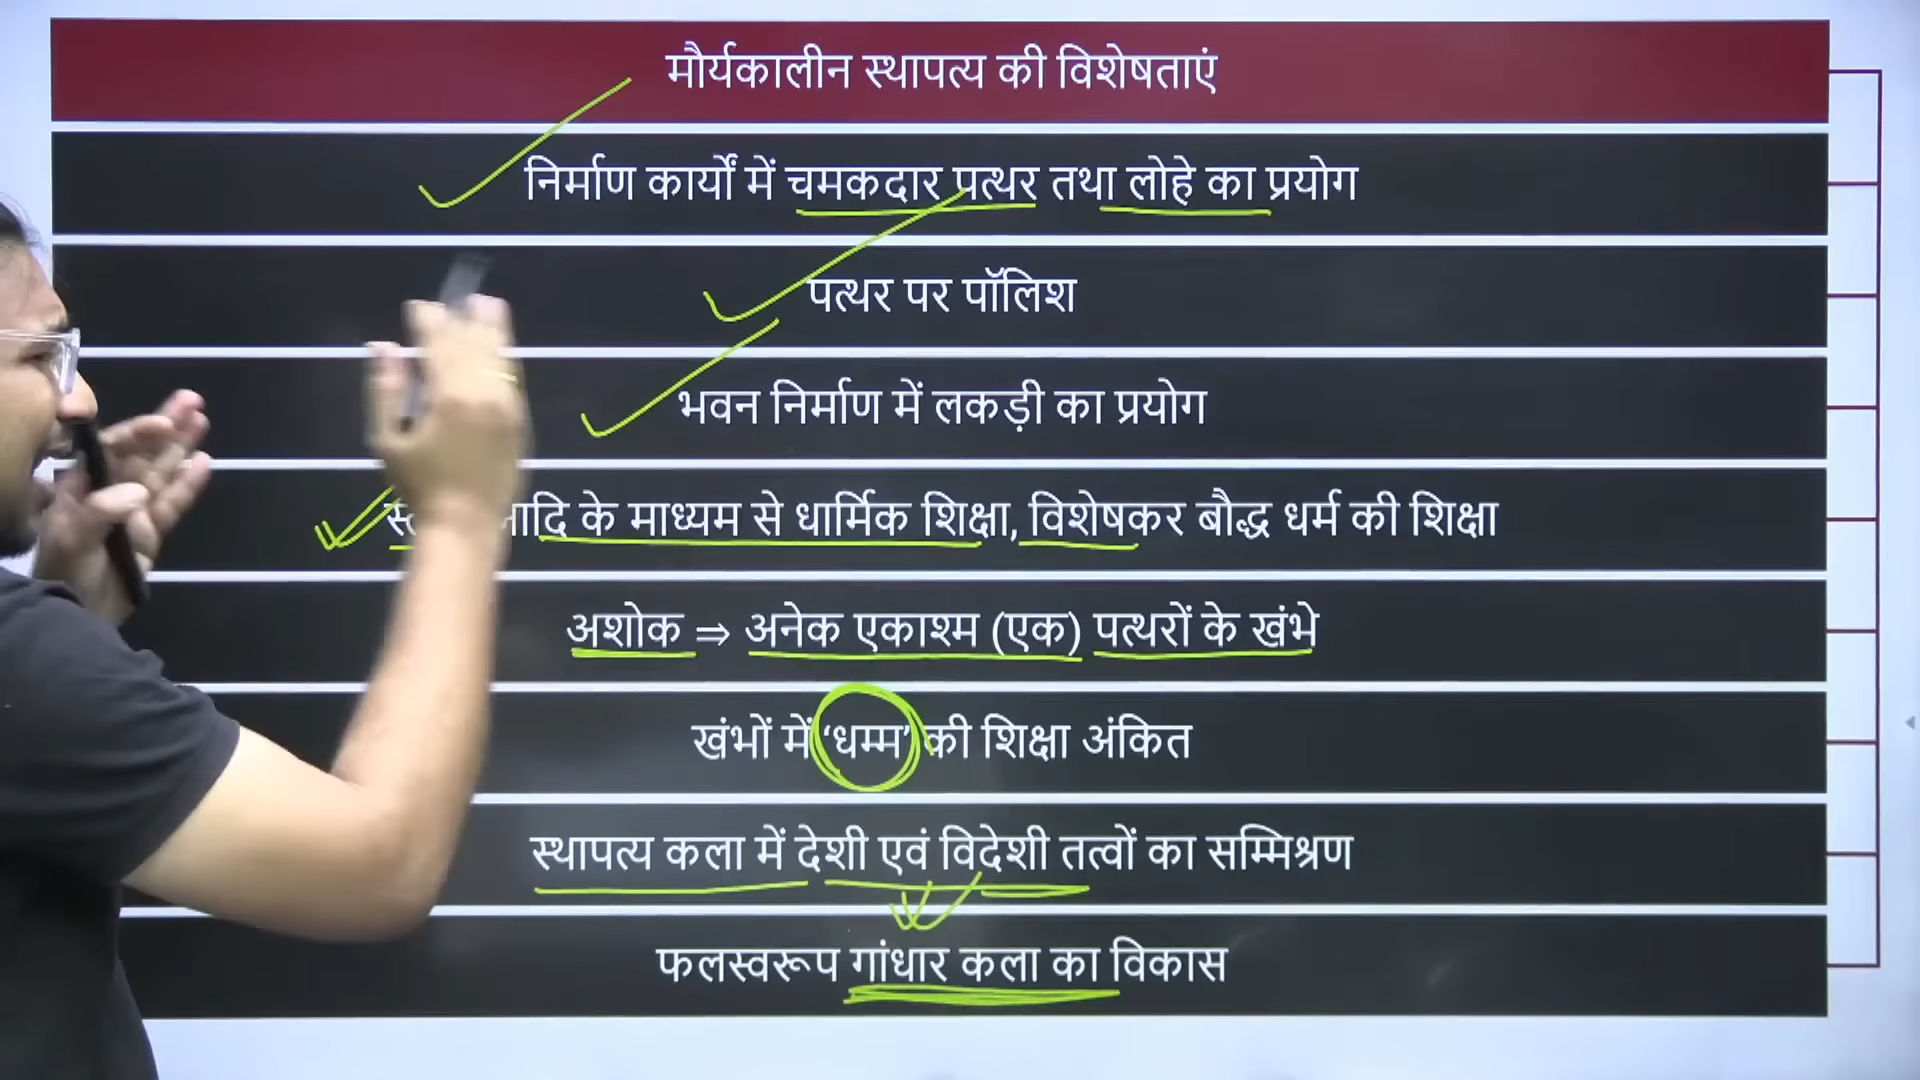 मौर्यकालीन स्थापत्य की विशेषताएं
निर्माण कार्यों में चमकदार पत्थर तथा लोहे का प्रयोग
पत्थर पर पॉलिश
भवन निर्माण में लकड़ी का प्रयोग
के माध्यम से धार्मिक शिक्षा, विशेषकर बौद्ध धर्म की शिक्षा
अशोक ⇒ अनेक एकाश्म (एक) पत्थरों के खंभे
खंभों में ‘धम्म’ की शिक्षा अंकित
स्थापत्य कला में देशी एवं विदेशी तत्वों का सम्मिश्रण
फलस्वरूप गांधार कला का विकास